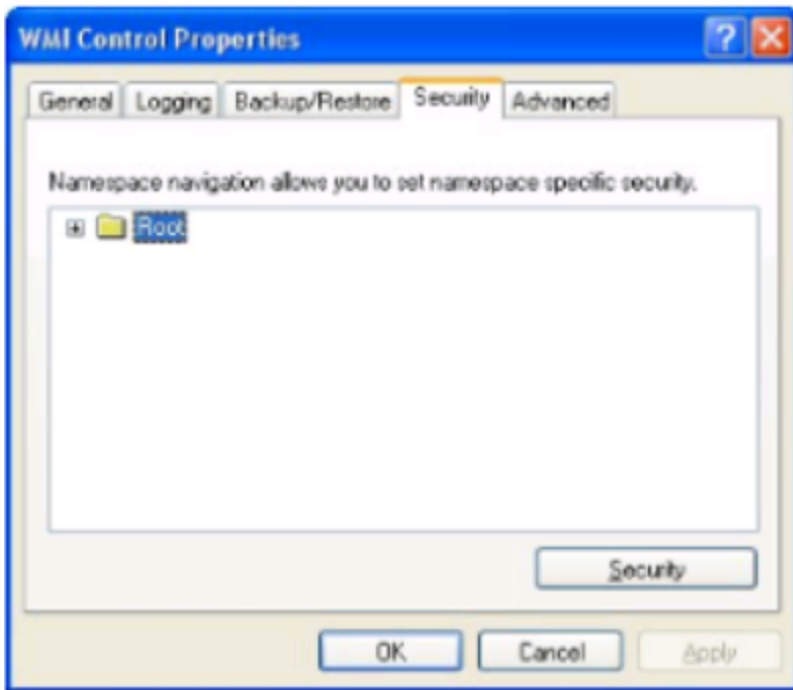 WMI Control Properties
General Logging Backup/Restore Security Advanced
Namespace navigation allows you to set namespace specific security.
Root
Security
OK Cancel Apply